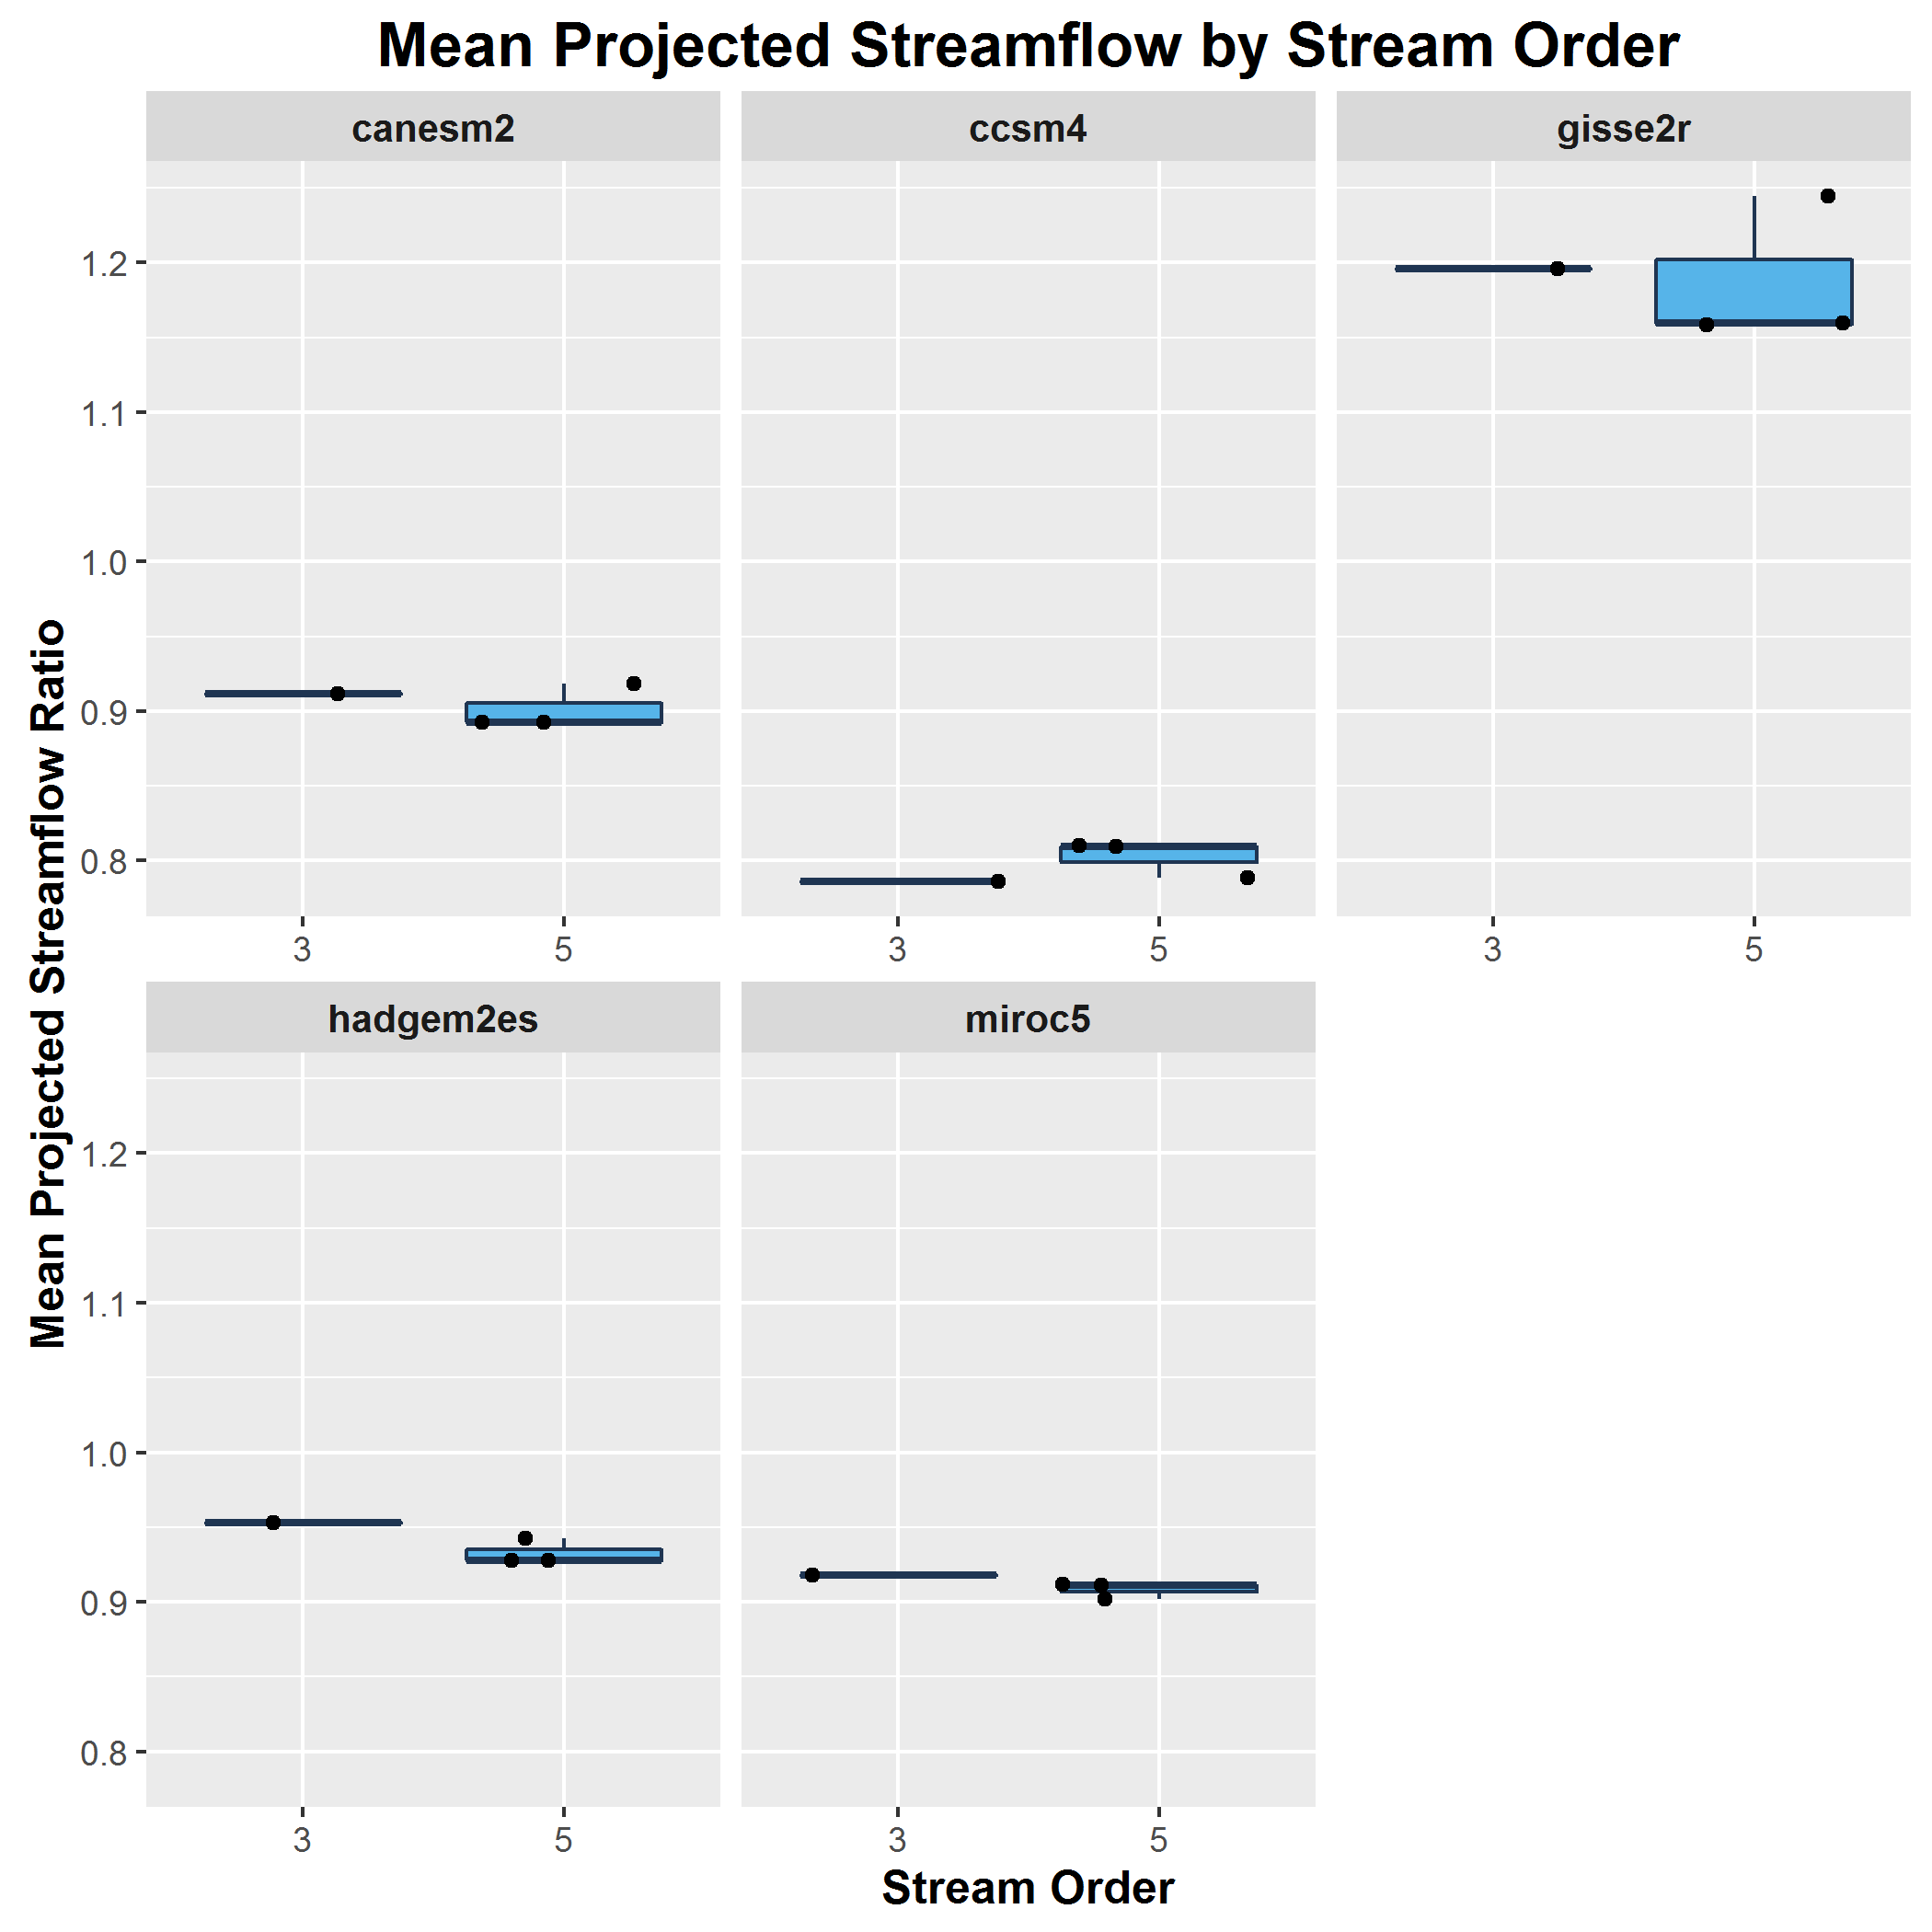 Mean Projected Streamflow by Stream Order
canesm2
ccsm4
gisse2r
1.2
1.1
1.0
0.9
0.8
3
5
3
5
3
5
Mean Projected Streamflow Ratio
hadgem2es
miroc5
1.2
1.1
1.0
0.9
0.8
3
5
3
5
Stream Order